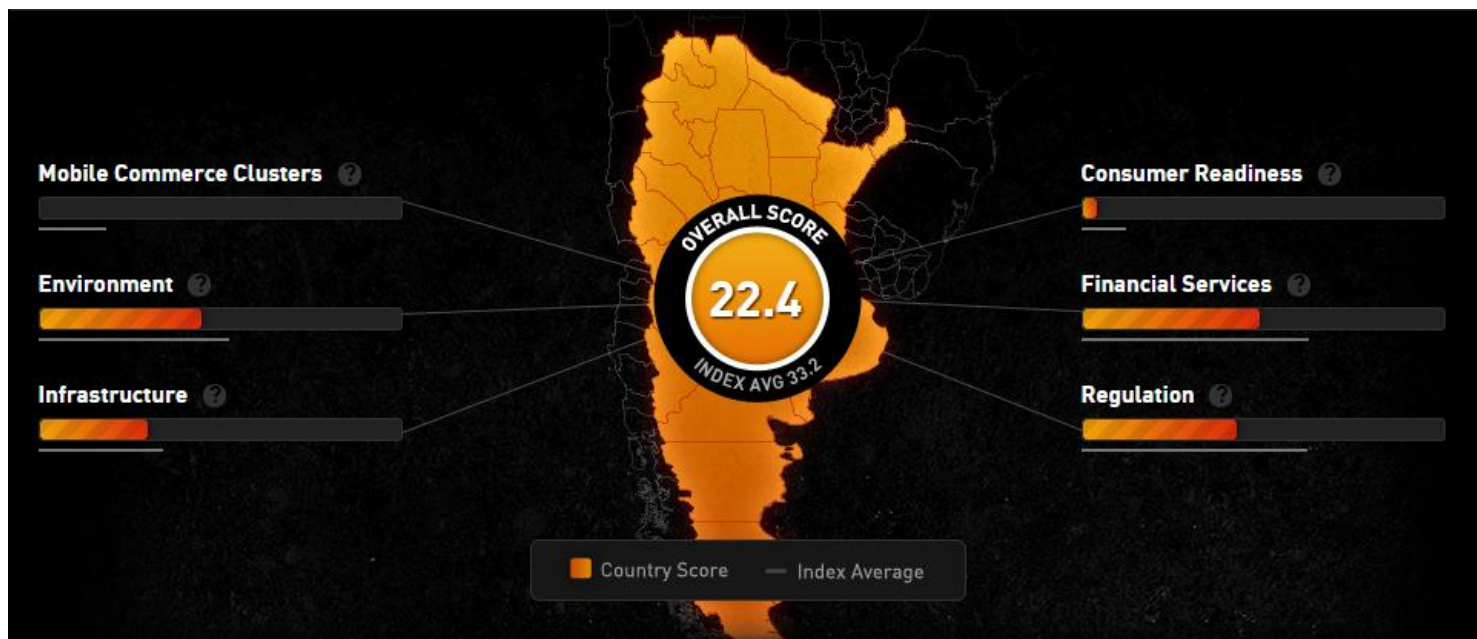 Mobile Commerce Clusters ?
Environment ?
Infrastructure ?
OVERALL SCORE
22.4
INDEX AVG 33.2
Consumer Readiness ?
Financial Services ?
Regulation ?
Country Score
Index Average